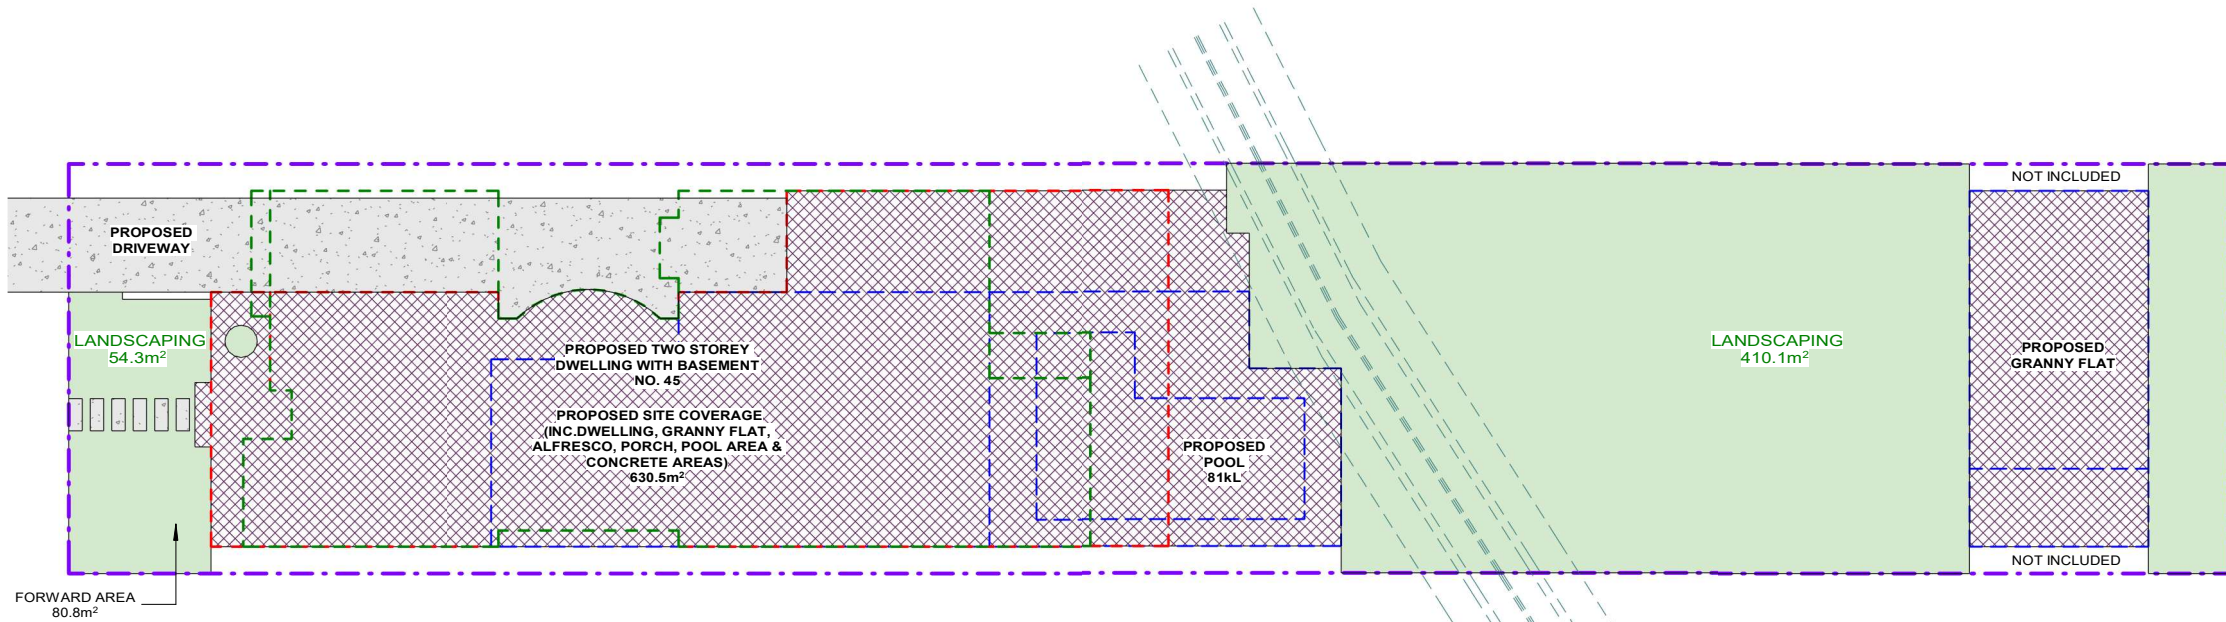 PROPOSED
DRIVEWAY
LANDSCAPING
54.3m²
FORWARD AREA
80.8m²
PROPOSED TWO STOREY
DWELLING WITH BASEMENT
NO. 45
PROPOSED SITE COVERAGE
(INC.DWELLING, GRANNY FLAT,
ALFRESCO, PORCH, POOL AREA &
CONCRETE AREAS)
630.5m²
PROPOSED
POOL
81kL
LANDSCAPING
410.1m²
NOT INCLUDED
PROPOSED
GRANNY FLAT
NOT INCLUDED